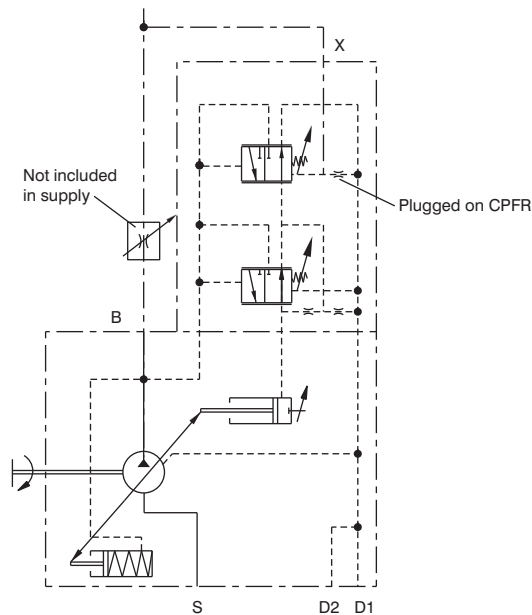 X
Not included
in supply
Plugged on CPFR
B
S
D2
D1